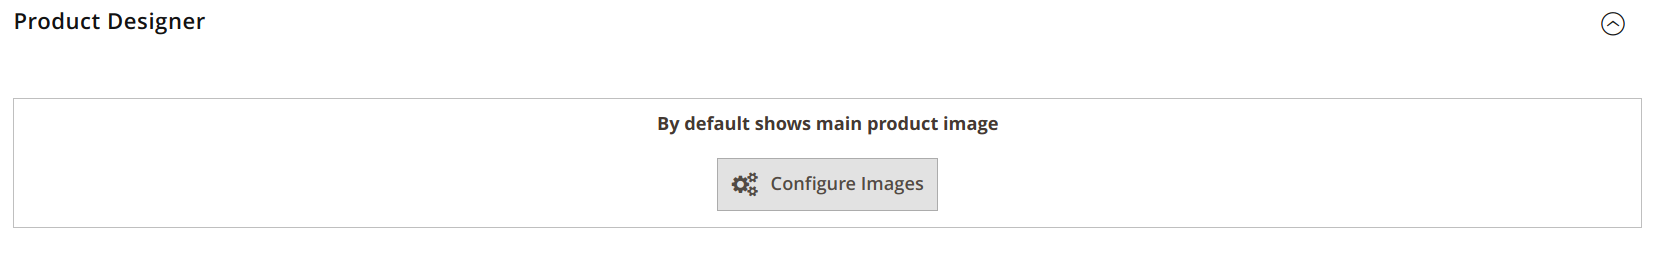 Product Designer
By default shows main product image
Configure Images